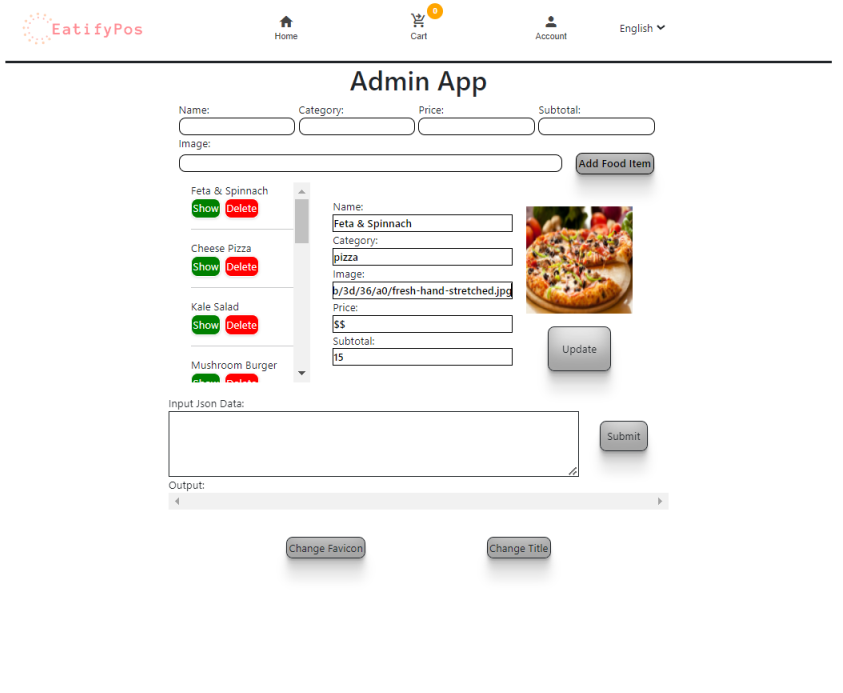 EatifyPos
0
Home
Cart
Account
English
Admin App
Name:
Category:
Price:
Subtotal:
Image:
Add Food Item
Feta & Spinnach
Show Delete
Cheese Pizza
Show Delete
Kale Salad
Show Delete
Mushroom Burger
Show Delete
Name:
Feta & Spinnach
Category:
pizza
Image:
b/3d/36/a0/fresh-hand-stretched.jpg
Price:
$$
Subtotal:
15
Update
Input Json Data:
Submit
Output:
Change Favicon
Change Title